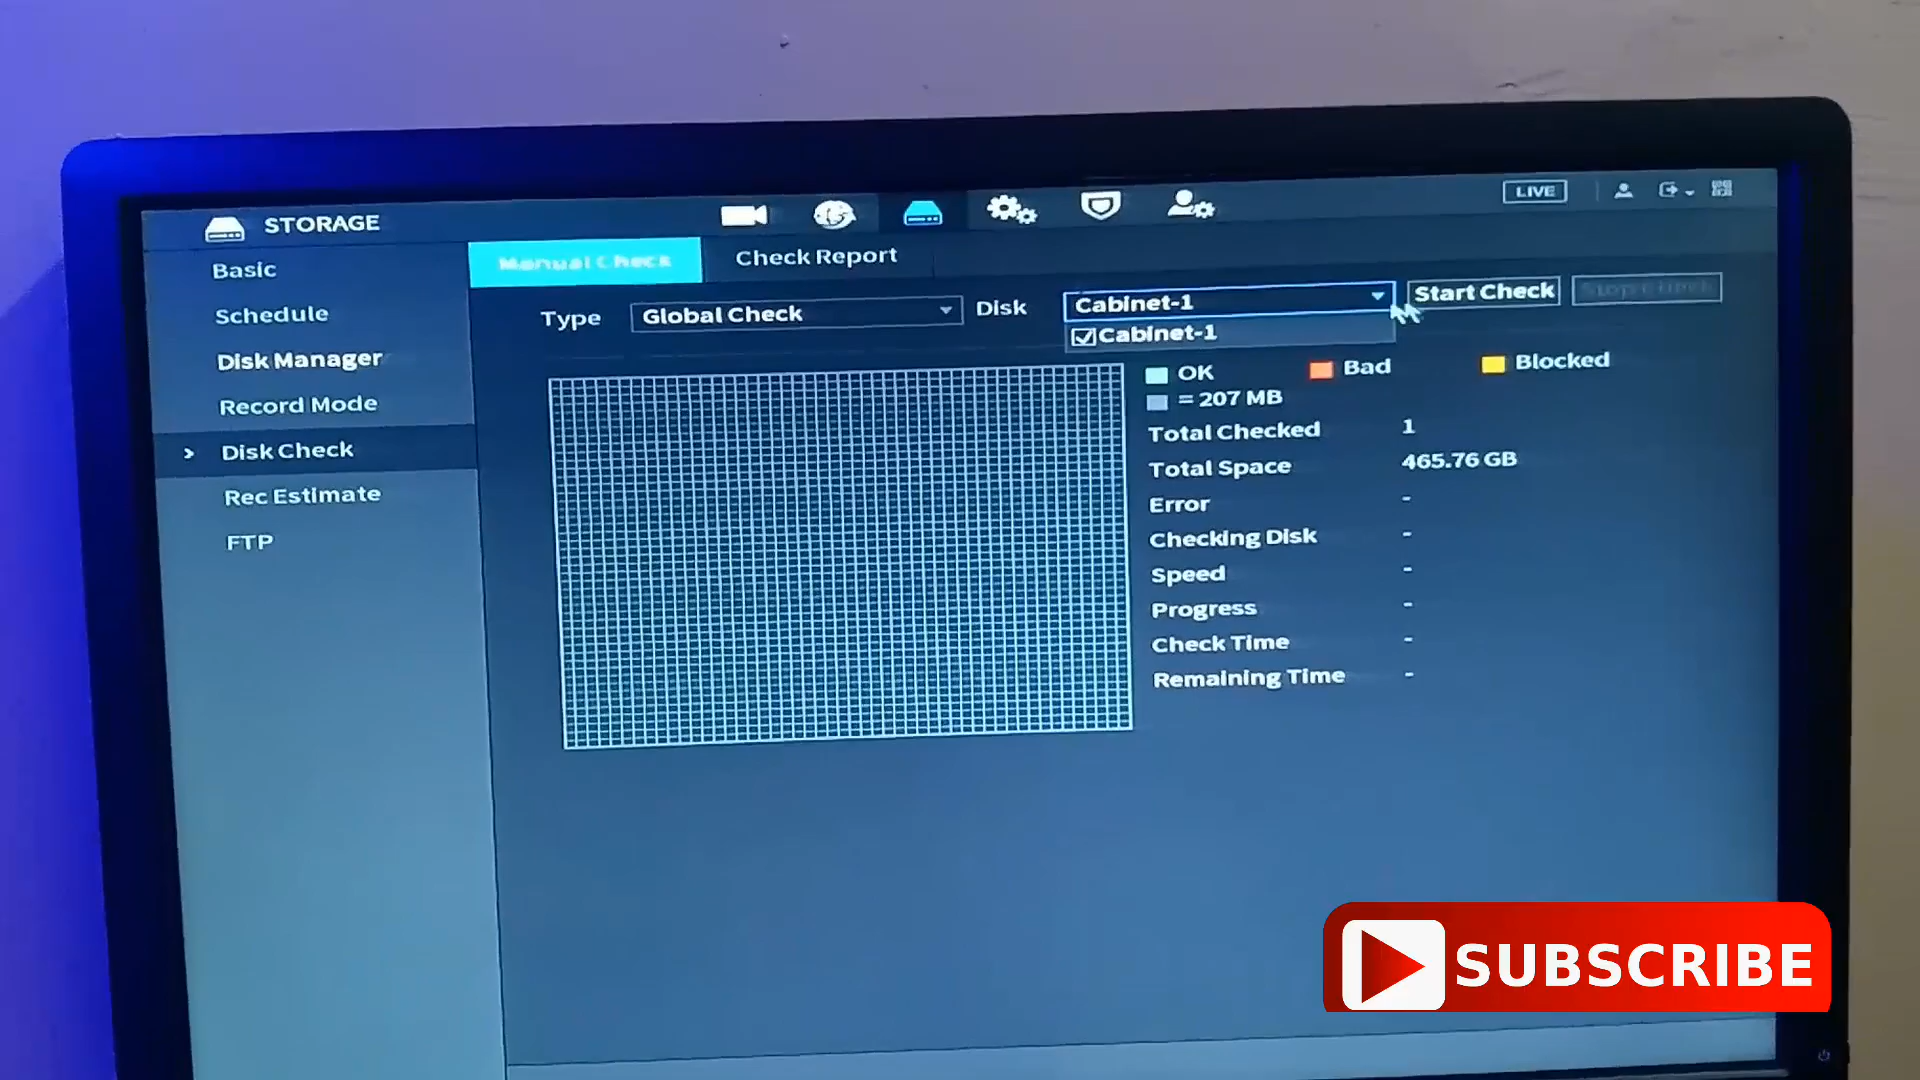 STORAGE
LIVE
Basic
Schedule
Disk Manager
Record Mode
Disk Check
Rec Estimate
FTP
Manual Check
Check Report
Type
Global Check
Disk
Cabinet-1
Start Check
Cabinet-1
OK
Bad
Blocked
= 207 MB
Total Checked 1
Total Space 465.76 GB
Error -
Checking Disk -
Speed -
Progress -
Check Time -
Remaining Time -
SUBSCRIBE